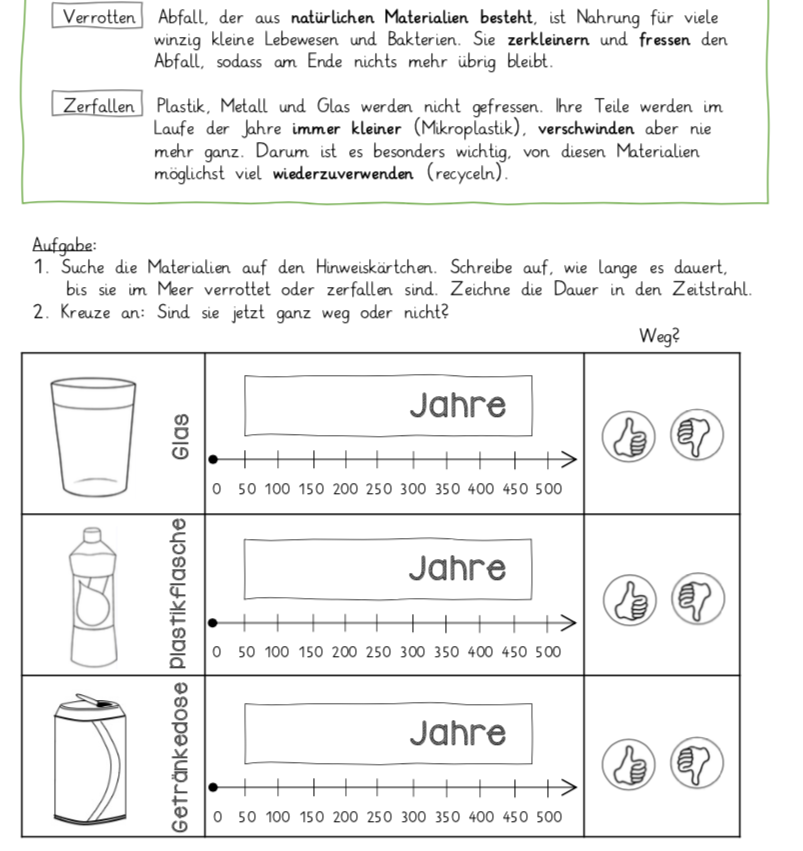 Verrotten Abfall, der aus natürlichen Materialien besteht, ist Nahrung für viele
winzig kleine Lebewesen und Bakterien. Sie zerkleinern und fressen den
Abfall, sodass am Ende nichts mehr übrig bleibt.
Zerfallen Plastik, Metall und Glas werden nicht gefressen. Ihre Teile werden im
Laufe der Jahre immer kleiner (Mikroplastik), verschwinden aber nie
mehr ganz. Darum ist es besonders wichtig, von diesen Materialien
möglichst viel wiederzuverwenden (recyceln).
Aufgabe:
1. Suche die Materialien auf den Hinweiskärtchen. Schreibe auf, wie lange es dauert,
bis sie im Meer verrottet oder zerfallen sind. Zeichne die Dauer in den Zeitstrahl.
2. Kreuze an: Sind sie jetzt ganz weg oder nicht?
Weg?
Glas
Jahre
0 50 100 150 200 250 300 350 400 450 500
Plastikflasche
Jahre
0 50 100 150 200 250 300 350 400 450 500
Getränkedose
Jahre
0 50 100 150 200 250 300 350 400 450 500